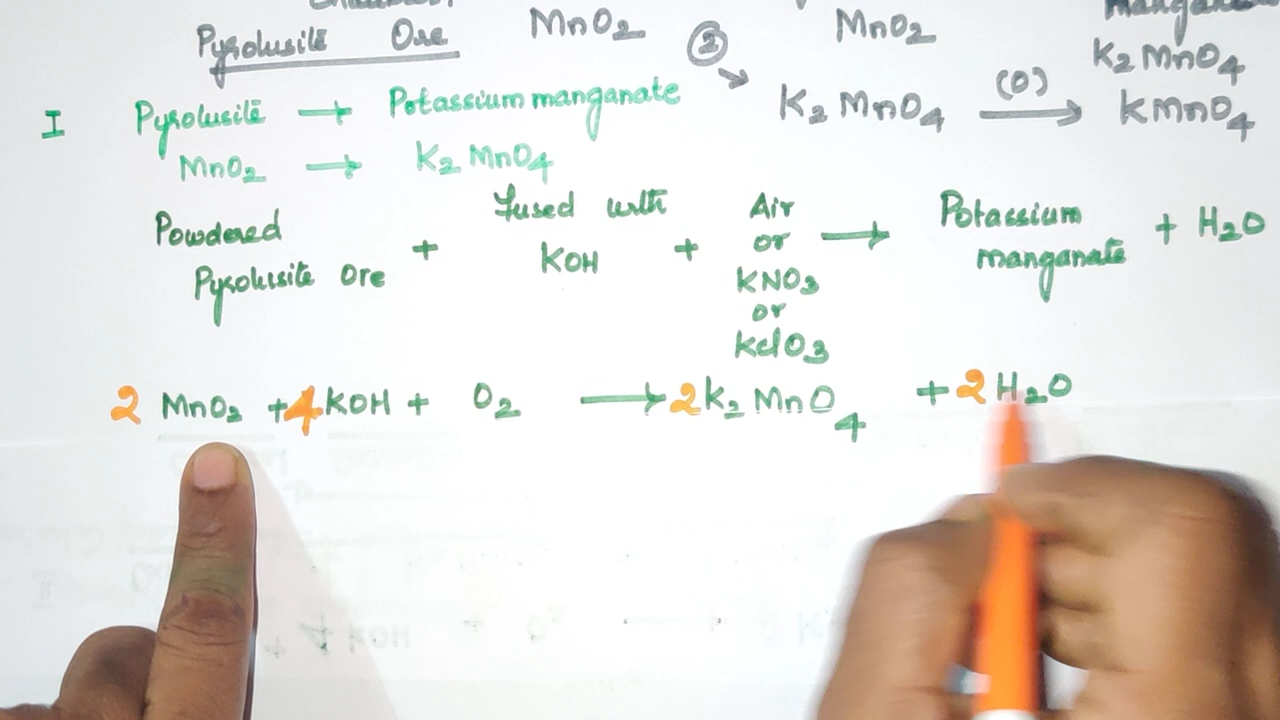 Pyrolusite Ore MnO2 ② MnO2
K2MnO4
I Pyrolusite → Potassium manganate K2MnO4 (O) → KMnO4
MnO2 → K2MnO4
Powdered Pyrolusite Ore + Fused with KOH + Air or KNO3 or KClO3 → Potassium manganate + H2O
2 MnO2 + 4 KOH + O2 → 2 K2MnO4 + 2 H2O